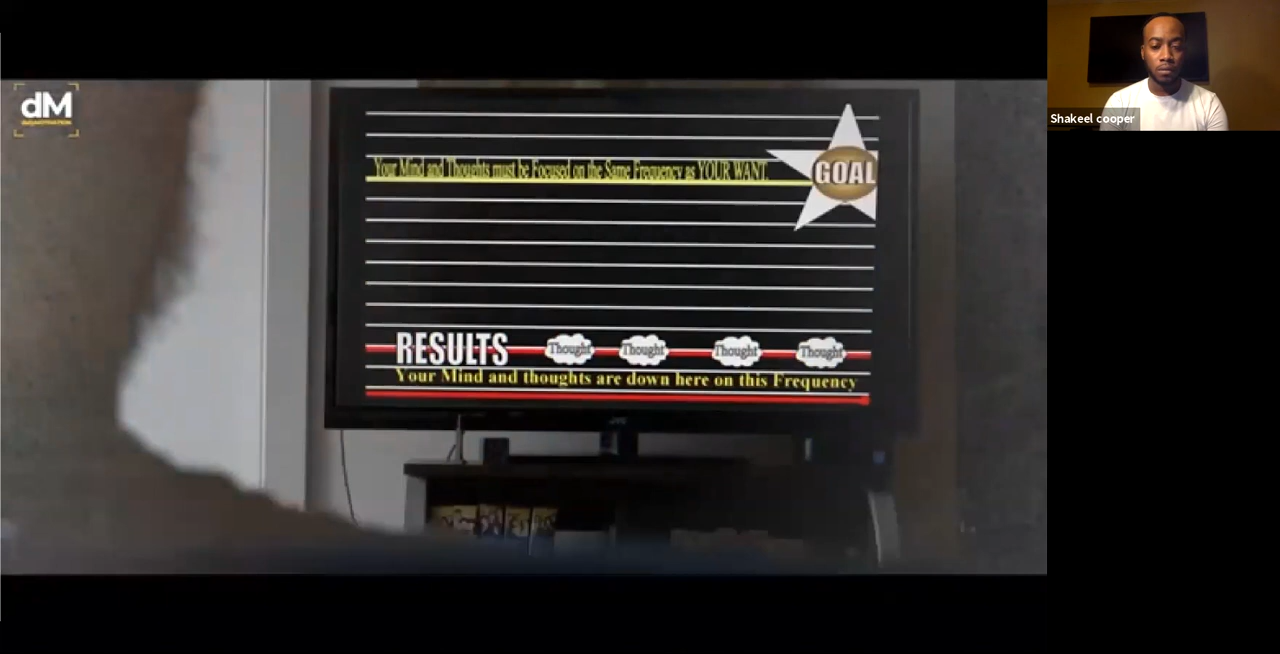 dM
Shakeel cooper
Your Mind and Thoughts must be Focused on the Same Frequency as YOUR WANT.
GOAL
RESULTS Thought Thought Thought Thought
Your Mind and thoughts are down here on this Frequency
JVC